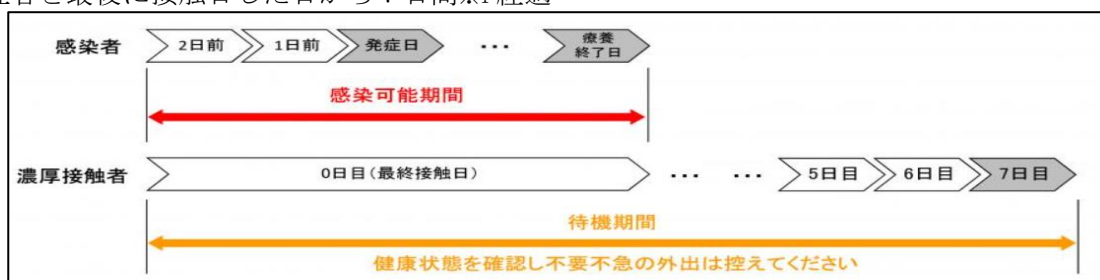 者と最後に接触日した日から７日間※1経過
感染者 2日前 1日前 発症日 ･･･ 療養
終了日
感染可能期間
濃厚接触者 0日目(最終接触日) ･･･ ･･･ 5日目 6日目 7日目
待機期間
健康状態を確認し不要不急の外出は控えてください